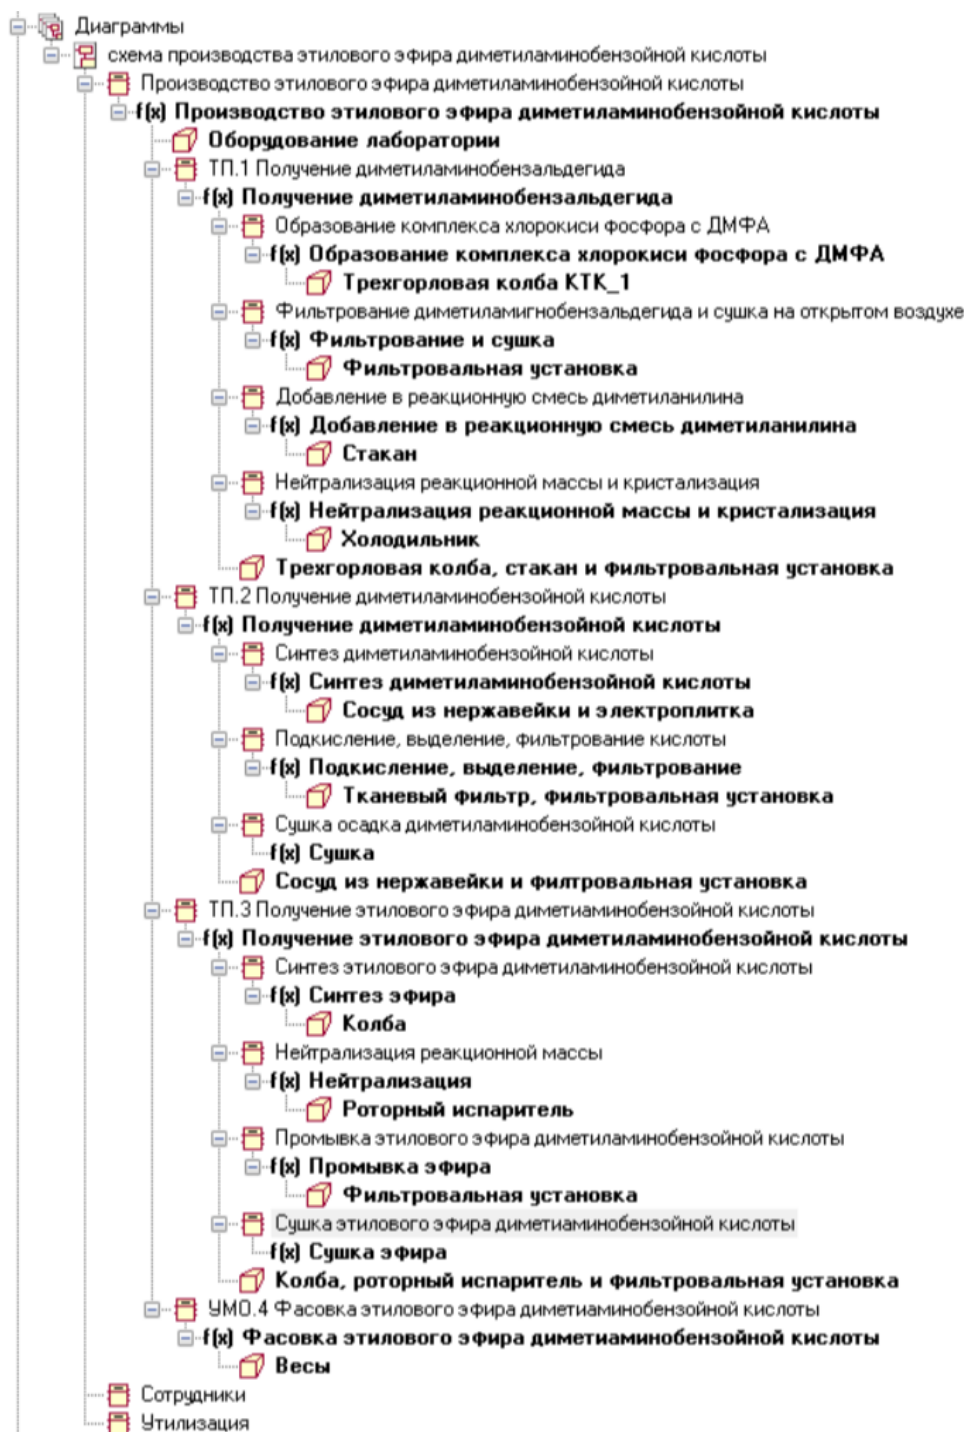 Диаграммы
схема производства этилового эфира диметиламинобензойной кислоты
Производство этилового эфира диметиламинобензойной кислоты
f(x) Производство этилового эфира диметиламинобензойной кислоты
Оборудование лаборатории
ТП.1 Получение диметиламинобензальдегида
f(x) Получение диметиламинобензальдегида
Образование комплекса хлорокиси фосфора с ДМФА
f(x) Образование комплекса хлорокиси фосфора с ДМФА
Трехгорловая колба КТК_1
Фильтрование диметиламигнобензальдегида и сушка на открытом воздухе
f(x) Фильтрование и сушка
Фильтровальная установка
Добавление в реакционную смесь диметиланилина
f(x) Добавление в реакционную смесь диметиланилина
Стакан
Нейтрализация реакционной массы и кристализация
f(x) Нейтрализация реакционной массы и кристализация
Холодильник
Трехгорловая колба, стакан и фильтровальная установка
ТП.2 Получение диметиламинобензойной кислоты
f(x) Получение диметиламинобензойной кислоты
Синтез диметиламинобензойной кислоты
f(x) Синтез диметиламинобензойной кислоты
Сосуд из нержавейки и электроплитка
Подкисление, выделение, фильтрование кислоты
f(x) Подкисление, выделение, фильтрование
Тканевый фильтр, фильтровальная установка
Сушка осадка диметиламинобензойной кислоты
f(x) Сушка
Сосуд из нержавейки и филтровальная установка
ТП.3 Получение этилового эфира диметиаминобензойной кислоты
f(x) Получение этилового эфира диметиламинобензойной кислоты
Синтез этилового эфира диметиламинобензойной кислоты
f(x) Синтез эфира
Колба
Нейтрализация реакционной массы
f(x) Нейтрализация
Роторный испаритель
Промывка этилового эфира диметиламинобензойной кислоты
f(x) Промывка эфира
Фильтровальная установка
Сушка этилового эфира диметиаминобензойной кислоты
f(x) Сушка эфира
Колба, роторный испаритель и фильтровальная установка
УМО.4 Фасовка этилового эфира диметиаминобензойной кислоты
f(x) Фасовка этилового эфира диметиаминобензойной кислоты
Весы
Сотрудники
Утилизация